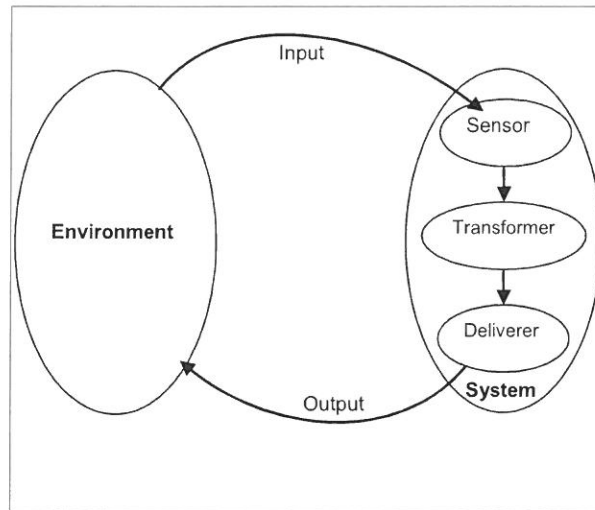 Input
Sensor
Environment
Transformer
Deliverer
System
Output